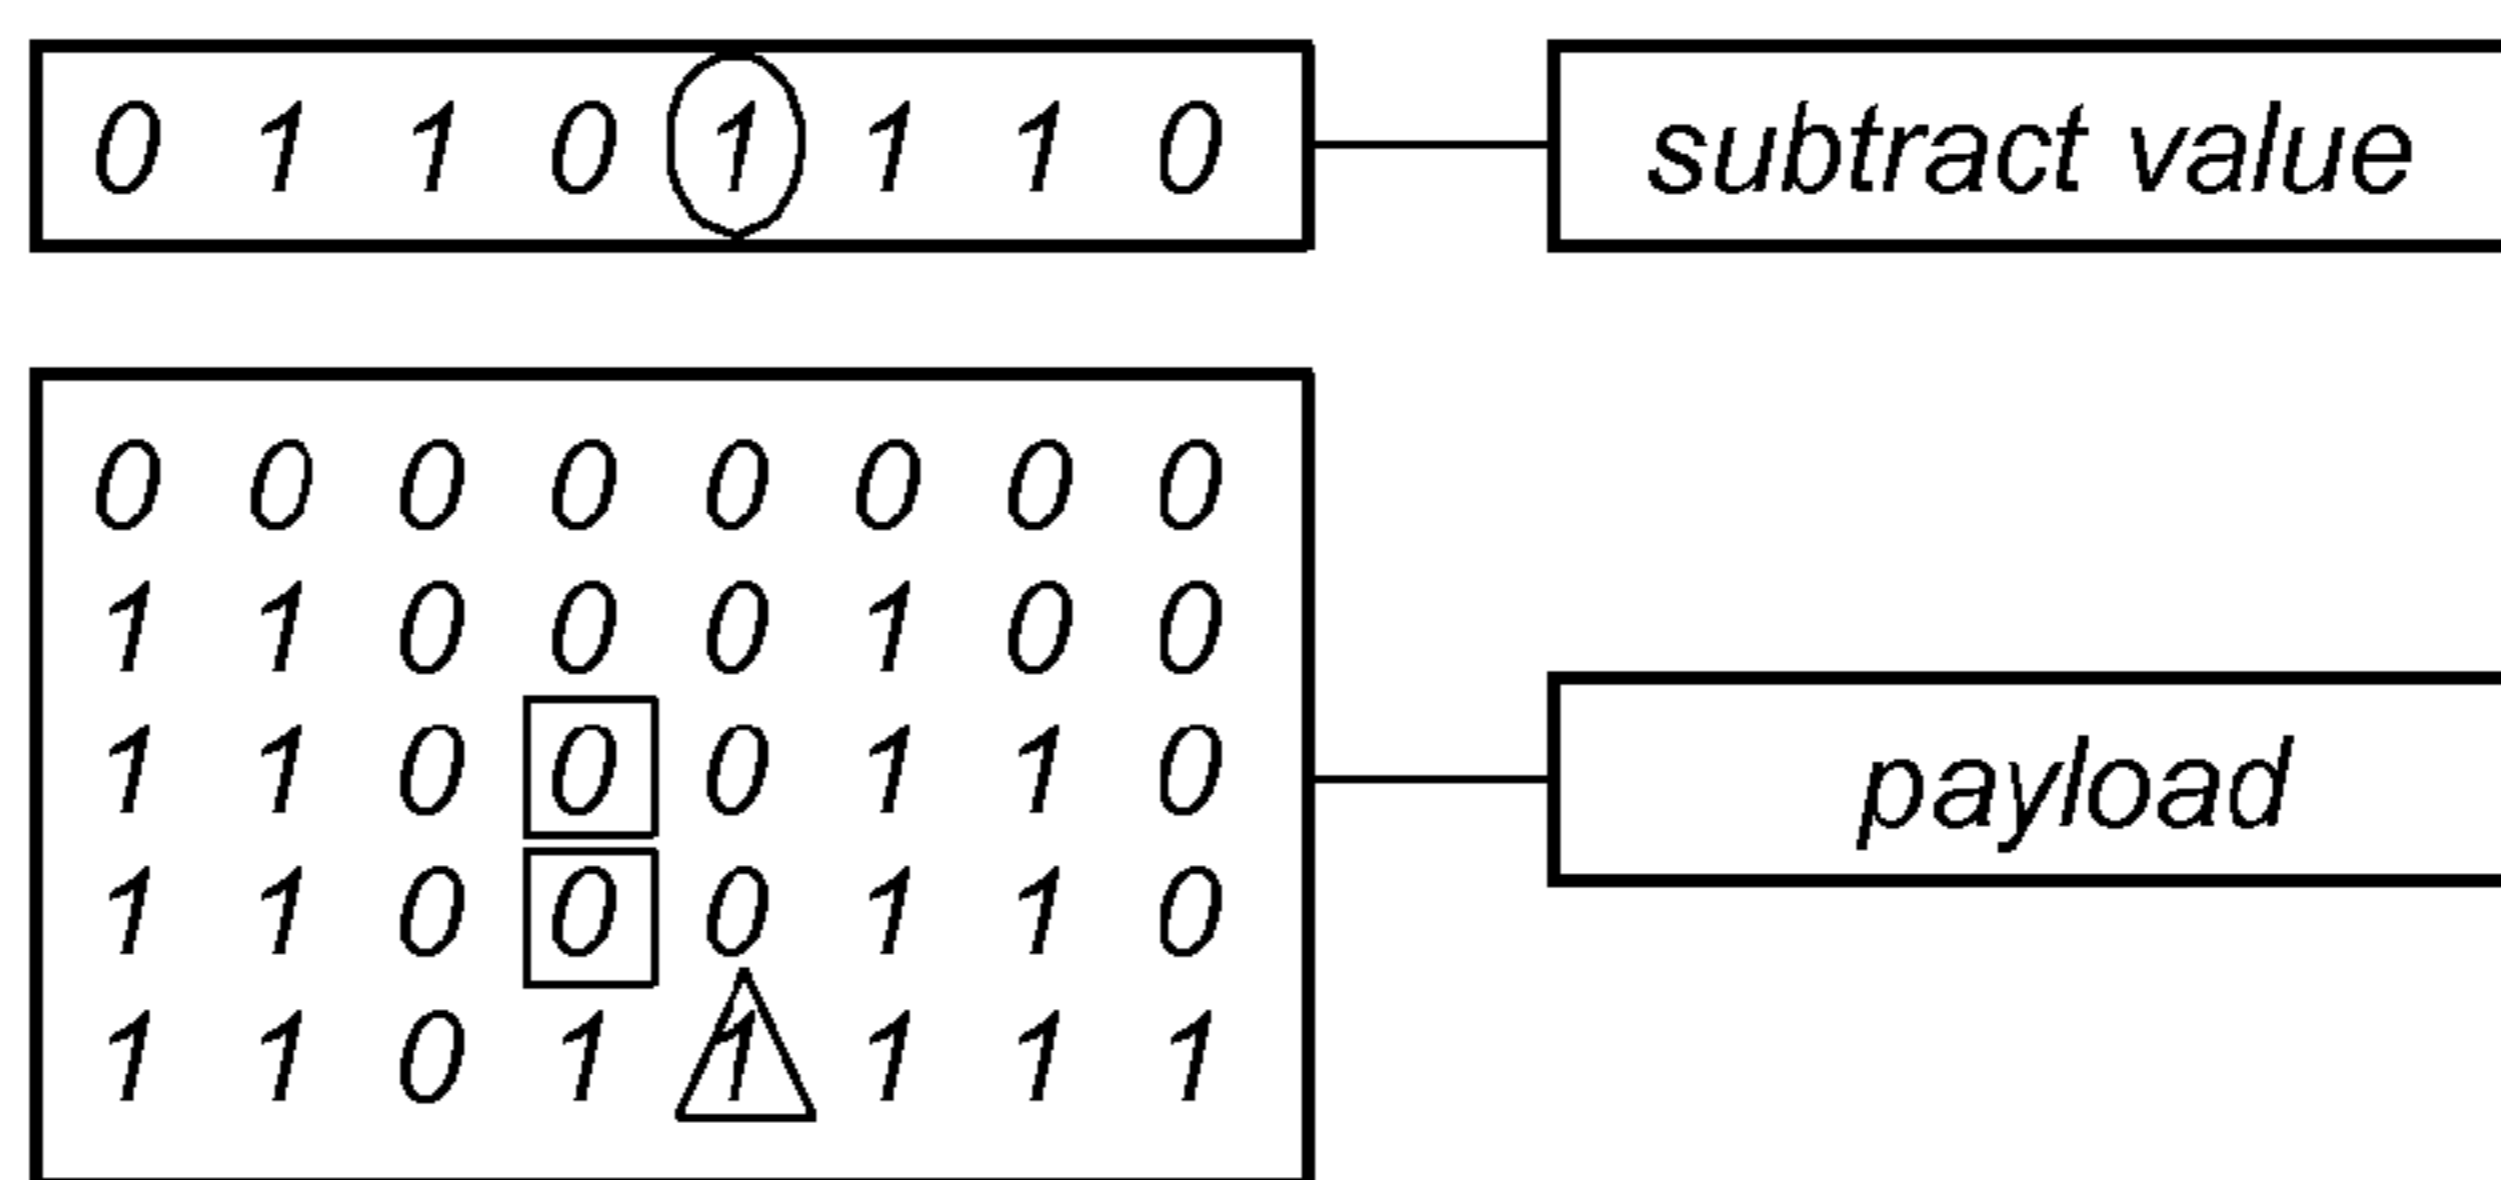 0 1 1 0 1 1 1 0 subtract value
0 0 0 0 0 0 0 0
1 1 0 0 0 1 0 0
1 1 0 0 0 1 1 0
payload
1 1 0 0 0 1 1 0
1 1 0 1 1 1 1 1